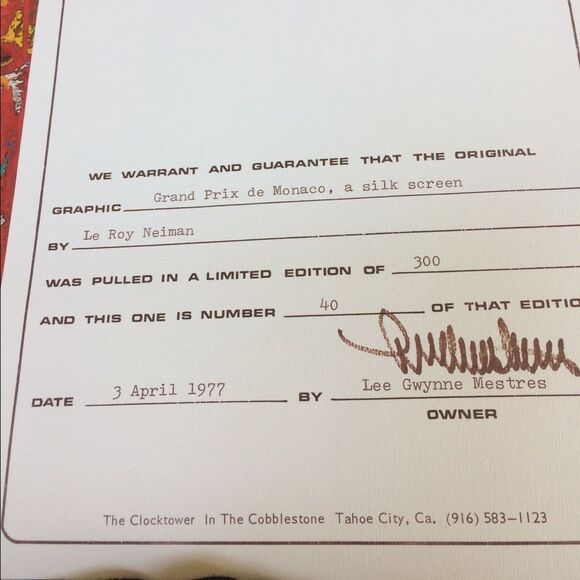 WE WARRANT AND GUARANTEE THAT THE ORIGINAL
GRAPHIC Grand Prix de Monaco, a silk screen
BY Le Roy Neiman
WAS PULLED IN A LIMITED EDITION OF 300
AND THIS ONE IS NUMBER 40 OF THAT EDITIO
DATE 3 April 1977 BY Lee Gwynne Mestres
OWNER
The Clocktower In The Cobblestone Tahoe City, Ca. (916) 583-1123